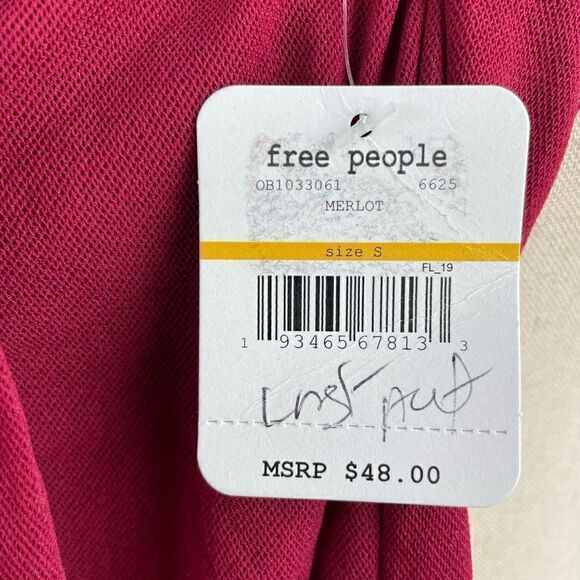 free people
OB1033061 6625
MERLOT
size S
FL_19
1 93465 67813 3
MSRP $48.00